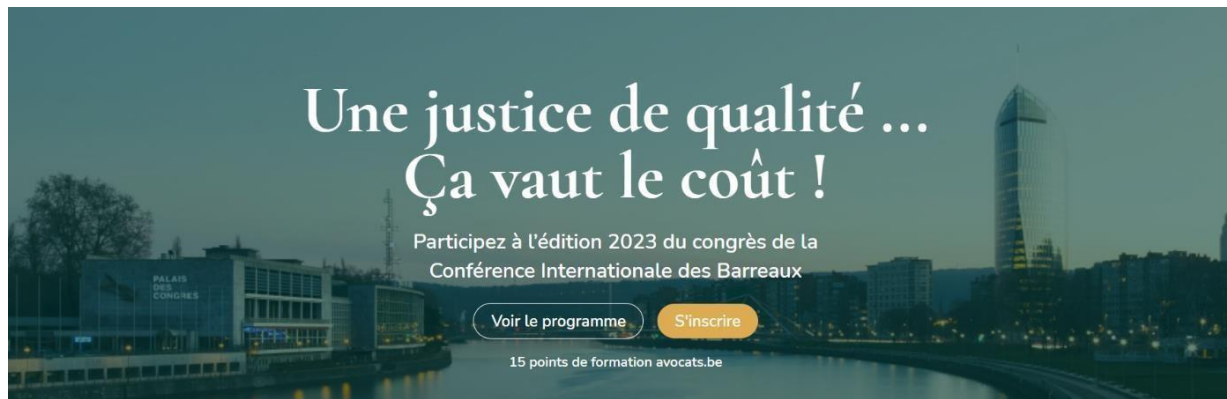 Une justice de qualité ...
Ça vaut le coût !
Participez à l'édition 2023 du congrès de la
Conférence Internationale des Barreaux
PALAIS
DES
CONGRES
Voir le programme
S'inscrire
15 points de formation avocats.be